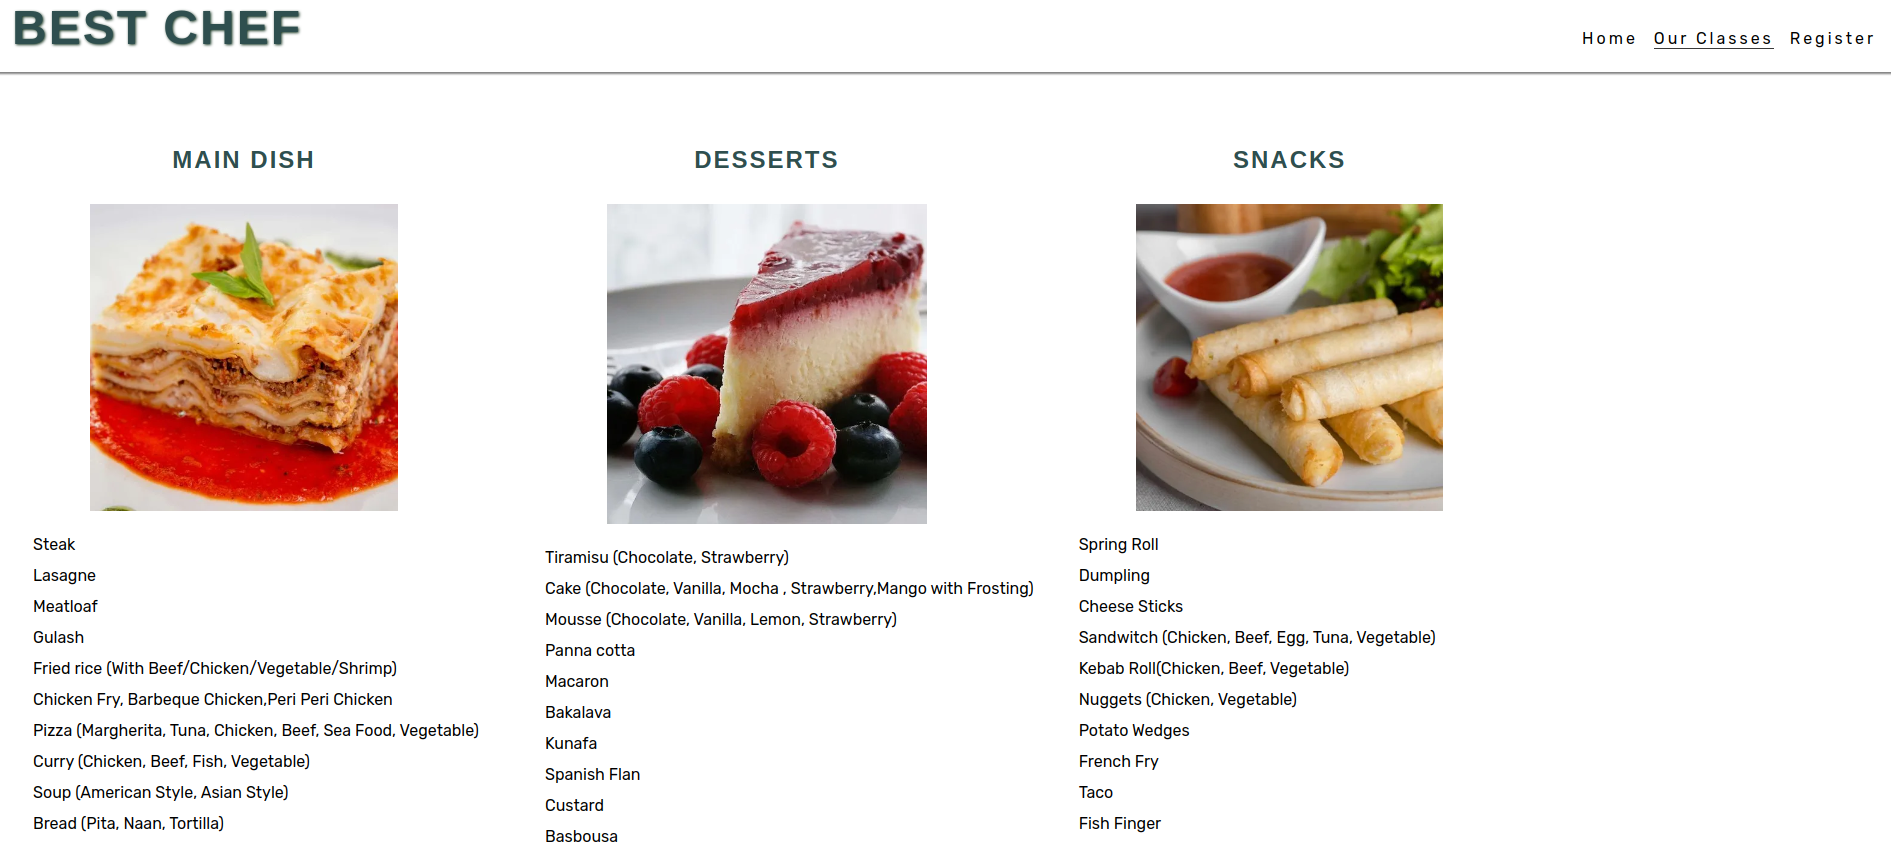 BEST CHEF
Home Our Classes Register
MAIN DISH
Steak
Lasagne
Meatloaf
Gulash
Fried rice (With Beef/Chicken/Vegetable/Shrimp)
Chicken Fry, Barbeque Chicken,Peri Peri Chicken
Pizza (Margherita, Tuna, Chicken, Beef, Sea Food, Vegetable)
Curry (Chicken, Beef, Fish, Vegetable)
Soup (American Style, Asian Style)
Bread (Pita, Naan, Tortilla)
DESSERTS
Tiramisu (Chocolate, Strawberry)
Cake (Chocolate, Vanilla, Mocha , Strawberry,Mango with Frosting)
Mousse (Chocolate, Vanilla, Lemon, Strawberry)
Panna cotta
Macaron
Bakalava
Kunafa
Spanish Flan
Custard
Basbousa
SNACKS
Spring Roll
Dumpling
Cheese Sticks
Sandwitch (Chicken, Beef, Egg, Tuna, Vegetable)
Kebab Roll(Chicken, Beef, Vegetable)
Nuggets (Chicken, Vegetable)
Potato Wedges
French Fry
Taco
Fish Finger